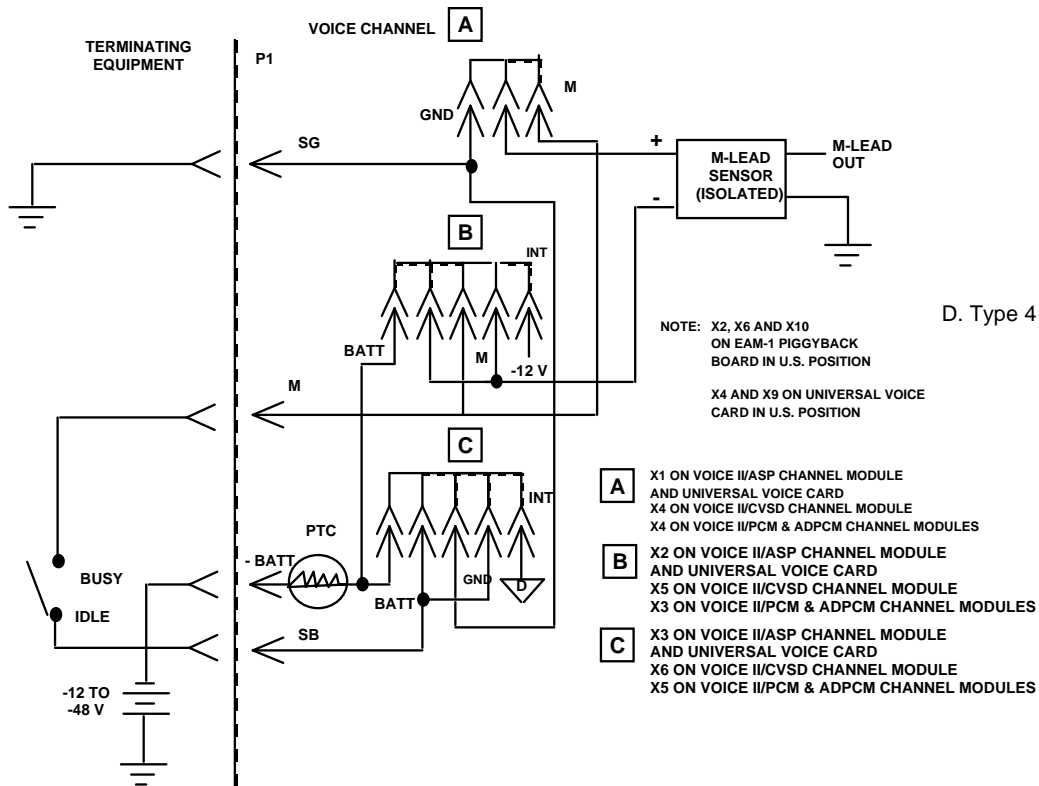 VOICE CHANNEL A
TERMINATING
EQUIPMENT
P1
M
GND
SG
+
-
M-LEAD
SENSOR
(ISOLATED)
M-LEAD
OUT
B
INT
BATT
M
-12 V
NOTE: X2, X6 AND X10
ON EAM-1 PIGGYBACK
BOARD IN U.S. POSITION
X4 AND X9 ON UNIVERSAL VOICE
CARD IN U.S. POSITION
D. Type 4
M
C
INT
PTC
- BATT
GND
BATT
D
BUSY
IDLE
SB
-12 TO
-48 V
A
X1 ON VOICE II/ASP CHANNEL MODULE
AND UNIVERSAL VOICE CARD
X4 ON VOICE II/CVSD CHANNEL MODULE
X4 ON VOICE II/PCM & ADPCM CHANNEL MODULES
B
X2 ON VOICE II/ASP CHANNEL MODULE
AND UNIVERSAL VOICE CARD
X5 ON VOICE II/CVSD CHANNEL MODULE
X3 ON VOICE II/PCM & ADPCM CHANNEL MODULES
C
X3 ON VOICE II/ASP CHANNEL MODULE
AND UNIVERSAL VOICE CARD
X6 ON VOICE II/CVSD CHANNEL MODULE
X5 ON VOICE II/PCM & ADPCM CHANNEL MODULES